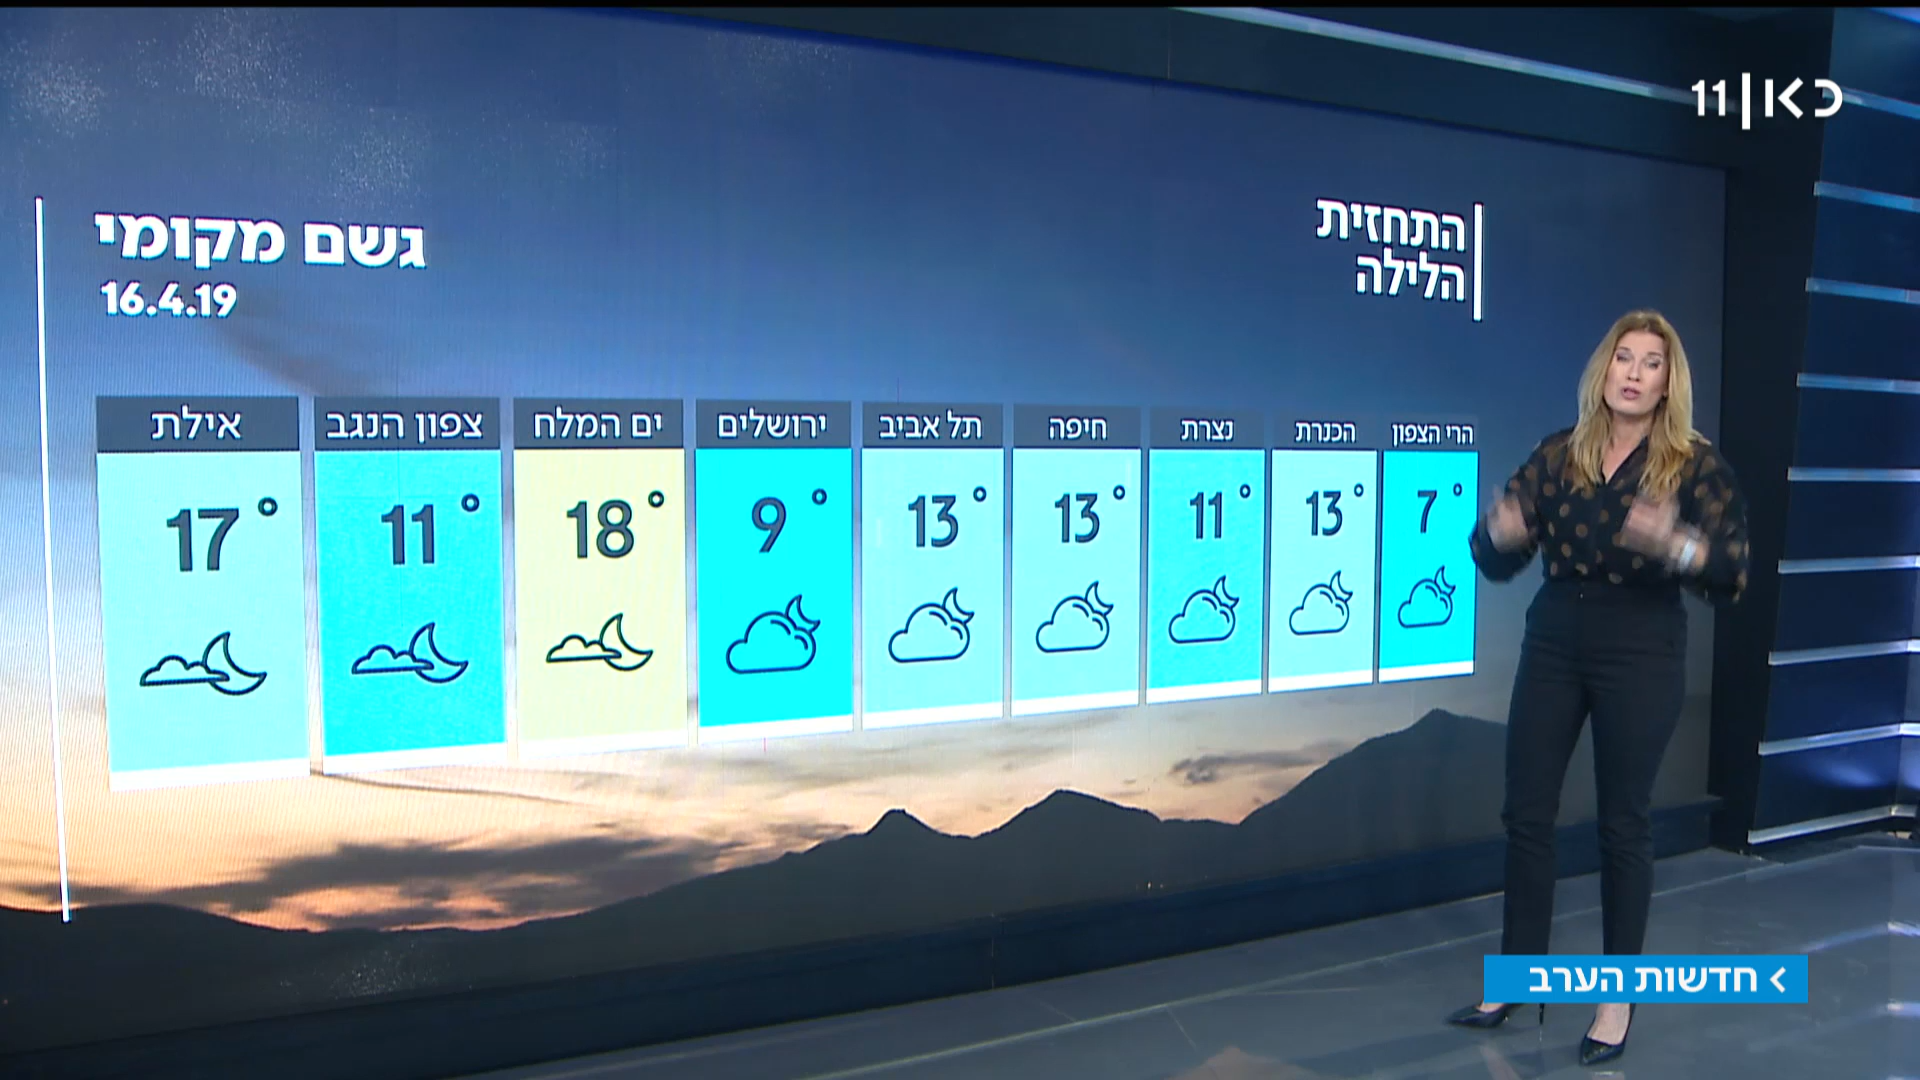 כאן 11
התחזית
הלילה
גשם מקומי
16.4.19
הרי הצפון
הכנרת
נצרת
חיפה
תל אביב
ירושלים
ים המלח
צפון הנגב
אילת
7°
13°
11°
13°
13°
9°
18°
11°
17°
חדשות הערב